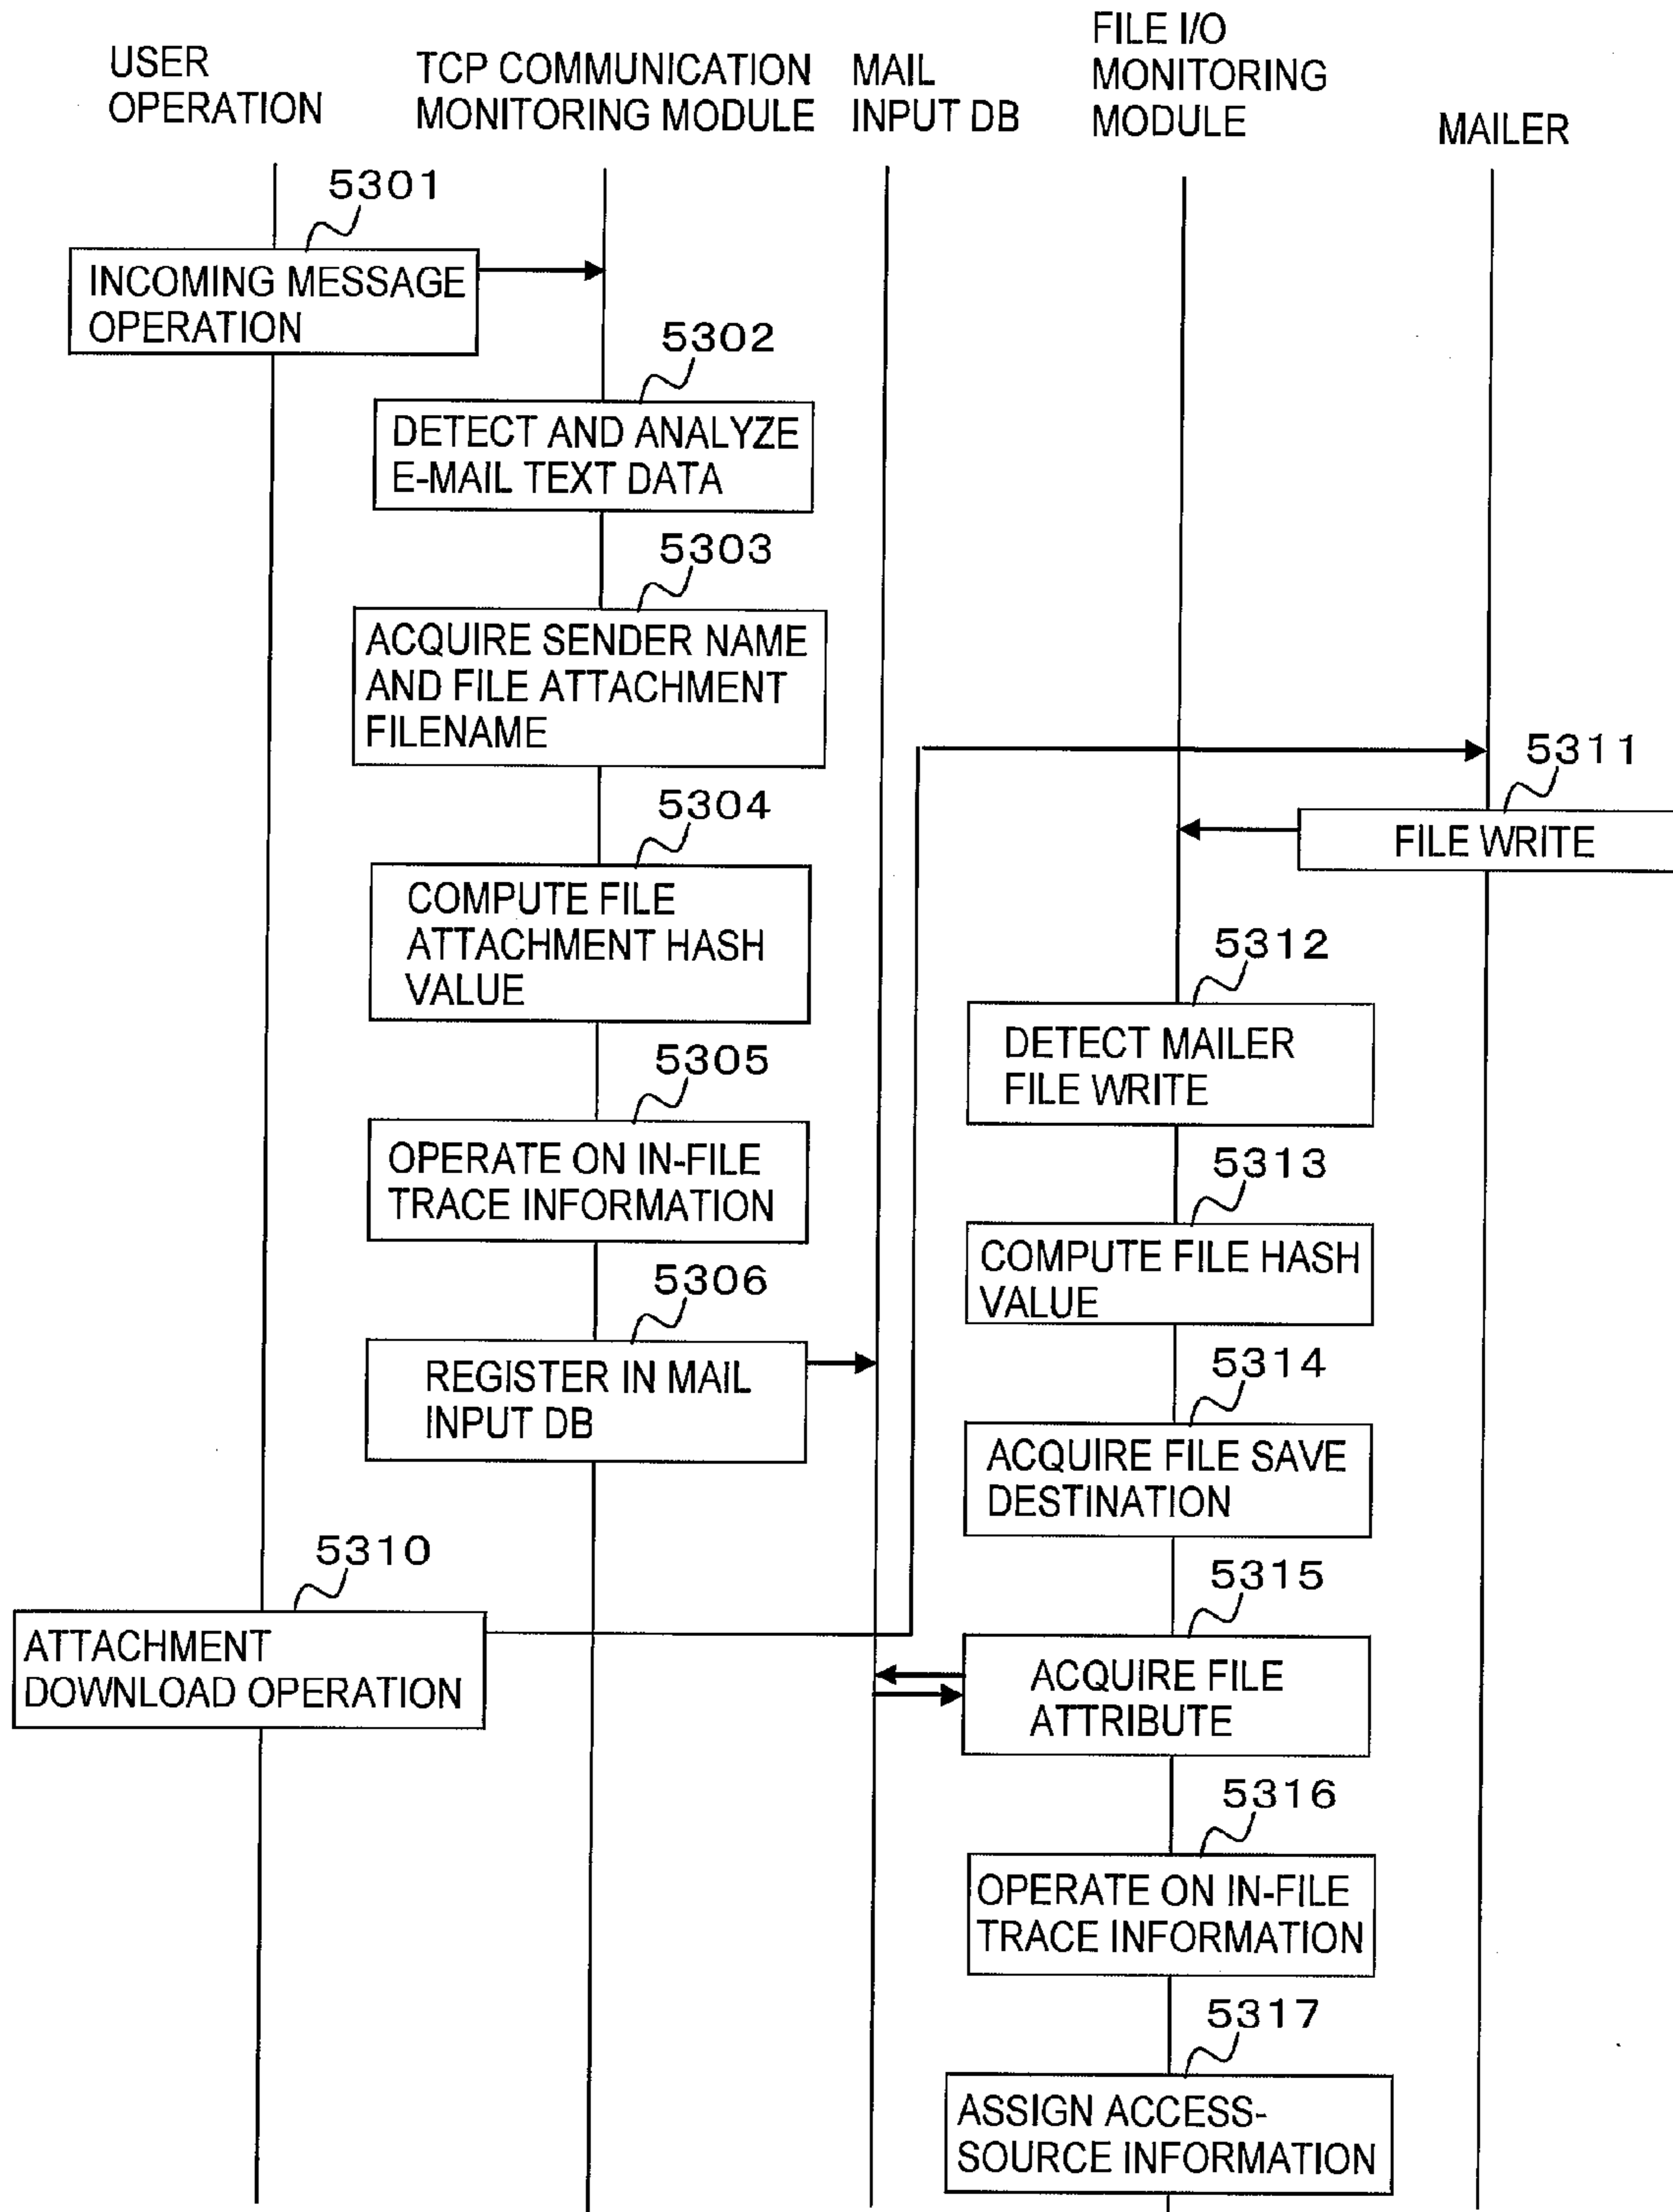 USER
OPERATION
TCP COMMUNICATION
MONITORING MODULE
MAIL
INPUT DB
FILE I/O
MONITORING
MODULE
MAILER
5301
INCOMING MESSAGE
OPERATION
5302
DETECT AND ANALYZE
E-MAIL TEXT DATA
5303
ACQUIRE SENDER NAME
AND FILE ATTACHMENT
FILENAME
5304
COMPUTE FILE
ATTACHMENT HASH
VALUE
5305
OPERATE ON IN-FILE
TRACE INFORMATION
5306
REGISTER IN MAIL
INPUT DB
5310
ATTACHMENT
DOWNLOAD OPERATION
5311
FILE WRITE
5312
DETECT MAILER
FILE WRITE
5313
COMPUTE FILE HASH
VALUE
5314
ACQUIRE FILE SAVE
DESTINATION
5315
ACQUIRE FILE
ATTRIBUTE
5316
OPERATE ON IN-FILE
TRACE INFORMATION
5317
ASSIGN ACCESS-
SOURCE INFORMATION